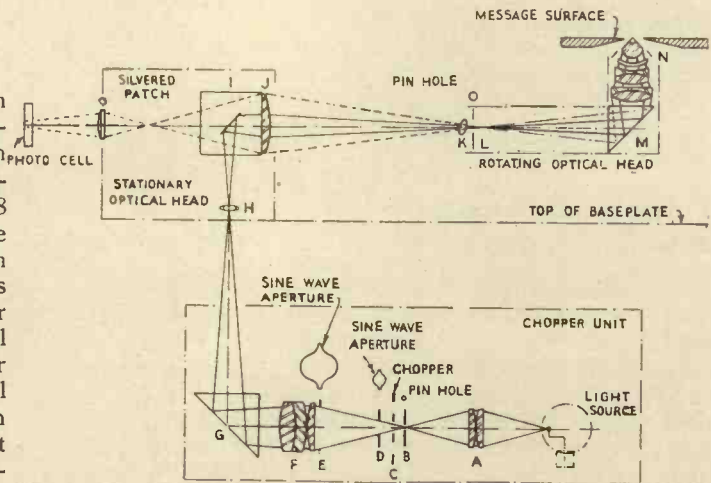 MESSAGE SURFACE
N
SILVERED
PATCH
I
J
PIN HOLE
O
O
PHOTO CELL
K
L
M
ROTATING OPTICAL HEAD
STATIONARY
OPTICAL HEAD
H
TOP OF BASEPLATE
SINE WAVE
APERTURE
CHOPPER UNIT
SINE WAVE
APERTURE
CHOPPER
PIN HOLE
LIGHT
SOURCE
G
F
E
D
B
C
A
n
-
n
-
8
e
n
s
r
l
r
l
n
t
-